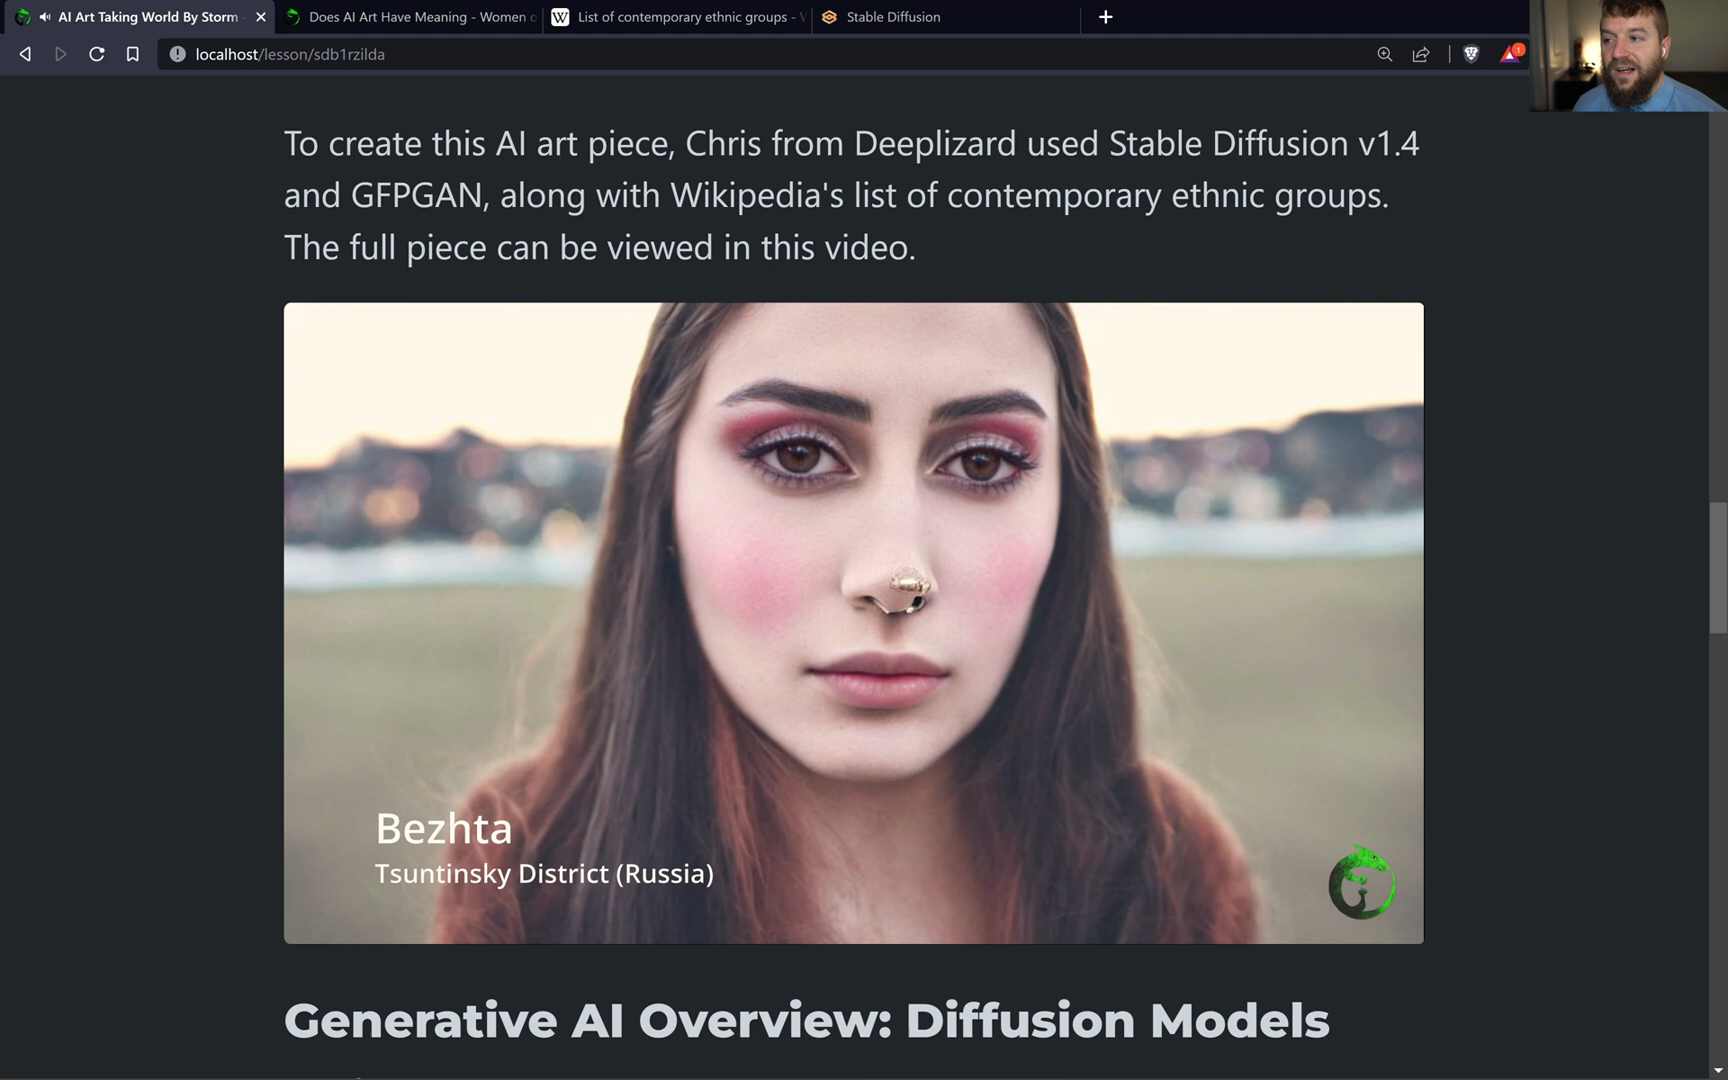 AI Art Taking World By Storm -
Does AI Art Have Meaning - Women o
List of contemporary ethnic groups -
Stable Diffusion
localhost/lesson/sdb1rzilda
1
To create this AI art piece, Chris from Deeplizard used Stable Diffusion v1.4
and GFPGAN, along with Wikipedia's list of contemporary ethnic groups.
The full piece can be viewed in this video.
Bezhta
Tsuntinsky District (Russia)
Generative AI Overview: Diffusion Models